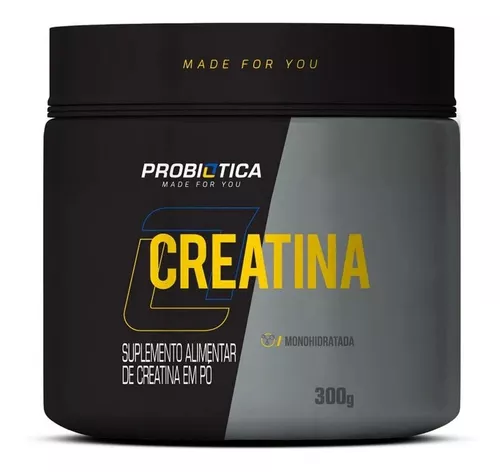 MADE FOR YOU
PROBIÓTICA
MADE FOR YOU
CREATINA
/ MONOHIDRATADA
SUPLEMENTO ALIMENTAR
DE CREATINA EM PÓ
300g